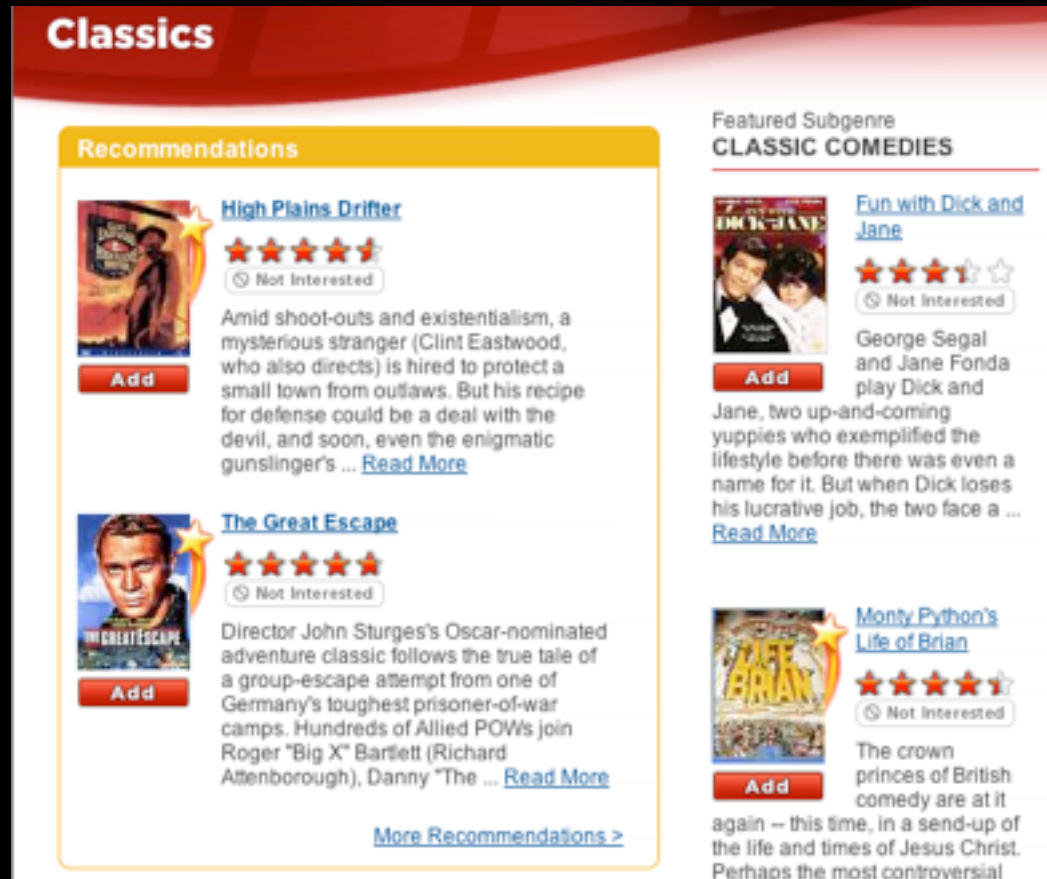 Classics
Recommendations
High Plains Drifter
Not Interested
Amid shoot-outs and existentialism, a
mysterious stranger (Clint Eastwood,
who also directs) is hired to protect a
small town from outlaws. But his recipe
for defense could be a deal with the
devil, and soon, even the enigmatic
gunslinger's ... Read More
Add
The Great Escape
Not Interested
THE GREAT ESCAPE
Director John Sturges's Oscar-nominated
adventure classic follows the true tale of
a group-escape attempt from one of
Germany's toughest prisoner-of-war
camps. Hundreds of Allied POWs join
Roger "Big X" Bartlett (Richard
Attenborough), Danny "The ... Read More
Add
More Recommendations >
Featured Subgenre
CLASSIC COMEDIES
Fun with Dick and
Jane
DICK AND JANE
Not Interested
Add
George Segal
and Jane Fonda
play Dick and
Jane, two up-and-coming
yuppies who exemplified the
lifestyle before there was even a
name for it. But when Dick loses
his lucrative job, the two face a ...
Read More
Monty Python's
Life of Brian
LIFE
BRIAN
Not Interested
Add
The crown
princes of British
comedy are at it
again -- this time, in a send-up of
the life and times of Jesus Christ.
Perhaps the most controversial